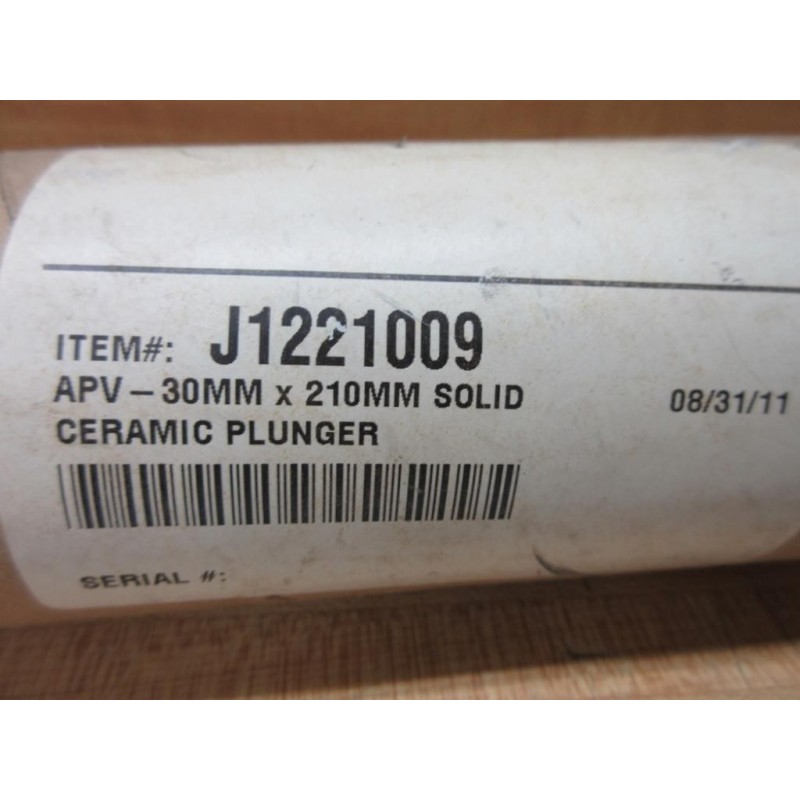 ITEM#: J1221009
APV – 30MM x 210MM SOLID 08/31/11
CERAMIC PLUNGER
SERIAL #: